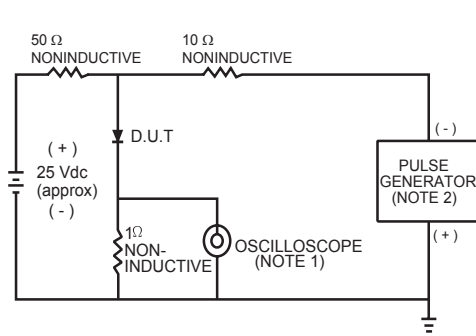 50 Ω
NONINDUCTIVE
10 Ω
NONINDUCTIVE
D.U.T
( + )
25 Vdc
(approx)
( - )
( - )
PULSE
GENERATOR
(NOTE 2)
( + )
1Ω
NON-
INDUCTIVE
OSCILLOSCOPE
(NOTE 1)